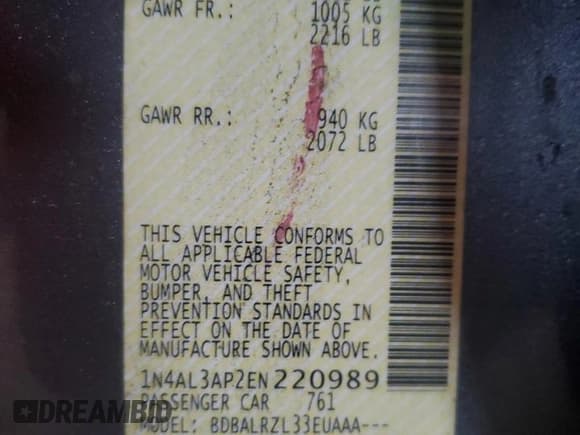 GAWR FR.: 1005 KG
2216 LB
GAWR RR.: 940 KG
2072 LB
THIS VEHICLE CONFORMS TO
ALL APPLICABLE FEDERAL
MOTOR VEHICLE SAFETY,
BUMPER, AND THEFT
PREVENTION STANDARDS IN
EFFECT ON THE DATE OF
MANUFACTURE SHOWN ABOVE.
1N4AL3AP2EN220989
PASSENGER CAR 761
MODEL: BDBALRZL33EUAAA---
DREAMBID